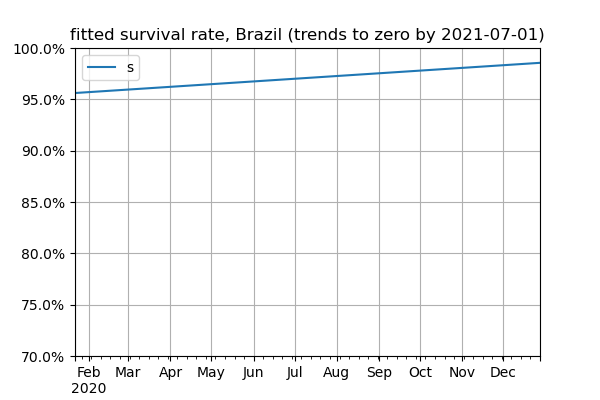 fitted survival rate, Brazil (trends to zero by 2021-07-01)
100.0%
s
95.0%
90.0%
85.0%
80.0%
75.0%
70.0%
Feb Mar Apr May Jun Jul Aug Sep Oct Nov Dec
2020